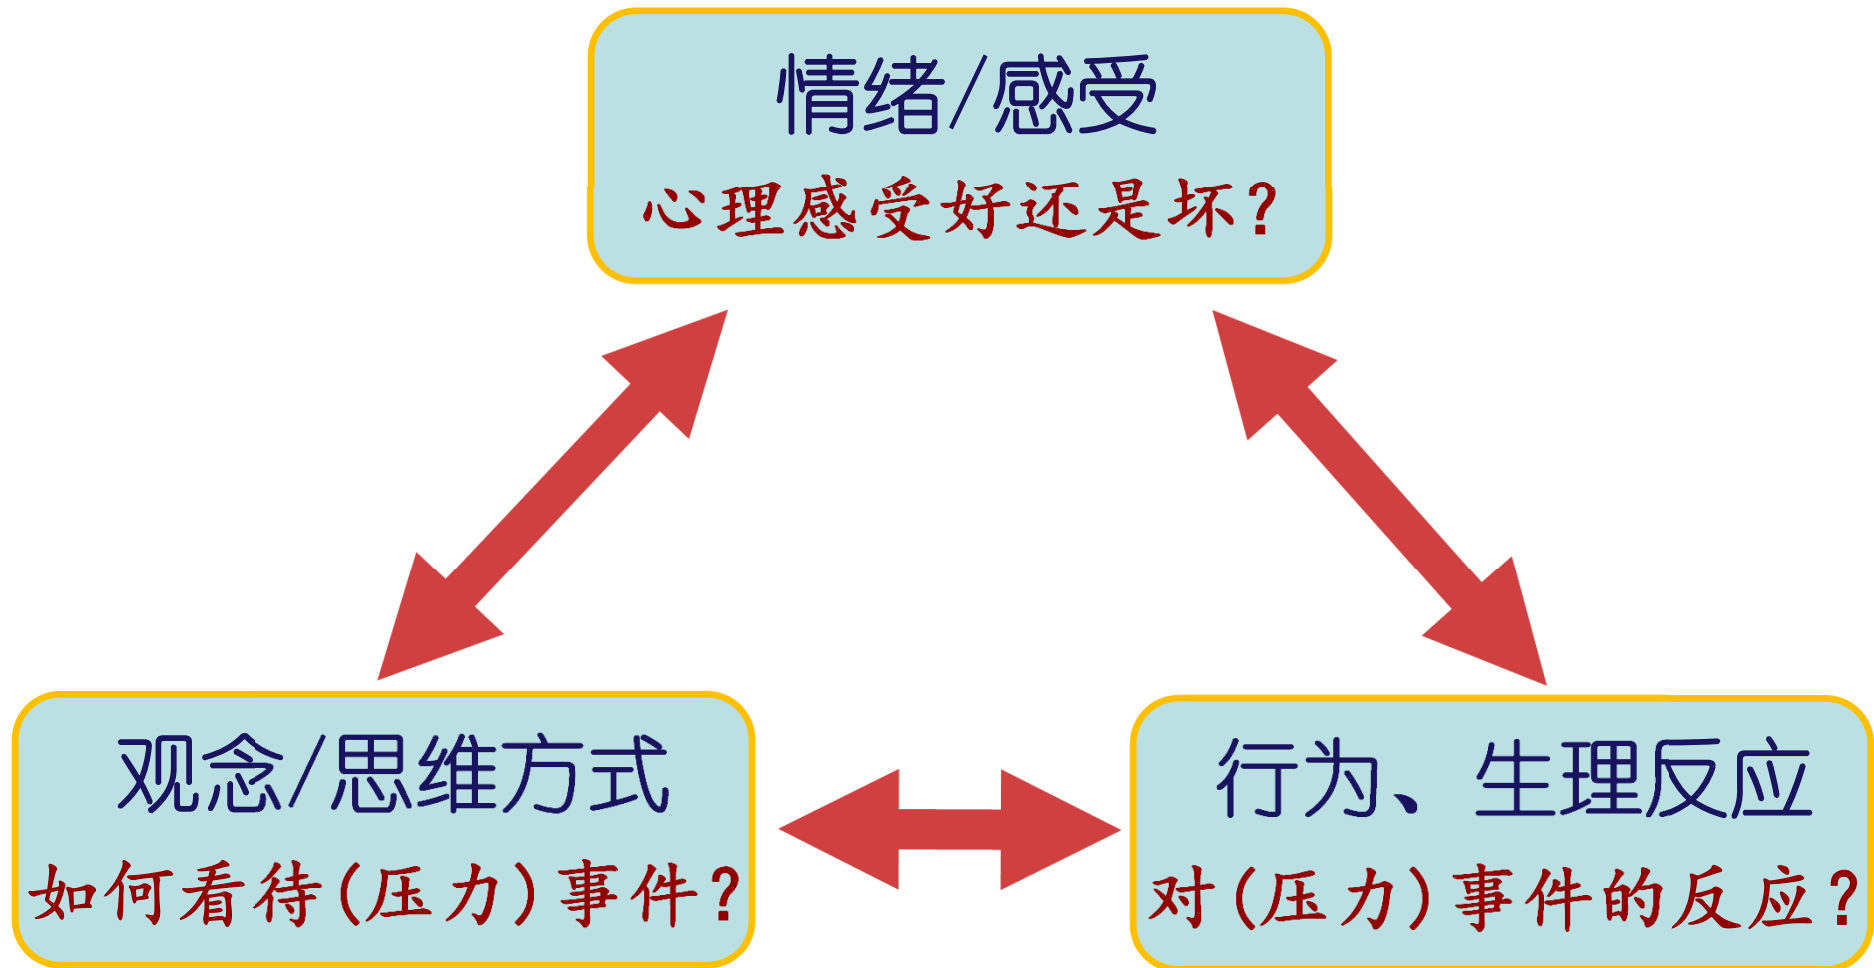 情绪/感受
心理感受好还是坏?
观念/思维方式
如何看待(压力)事件?
行为、生理反应
对(压力)事件的反应?